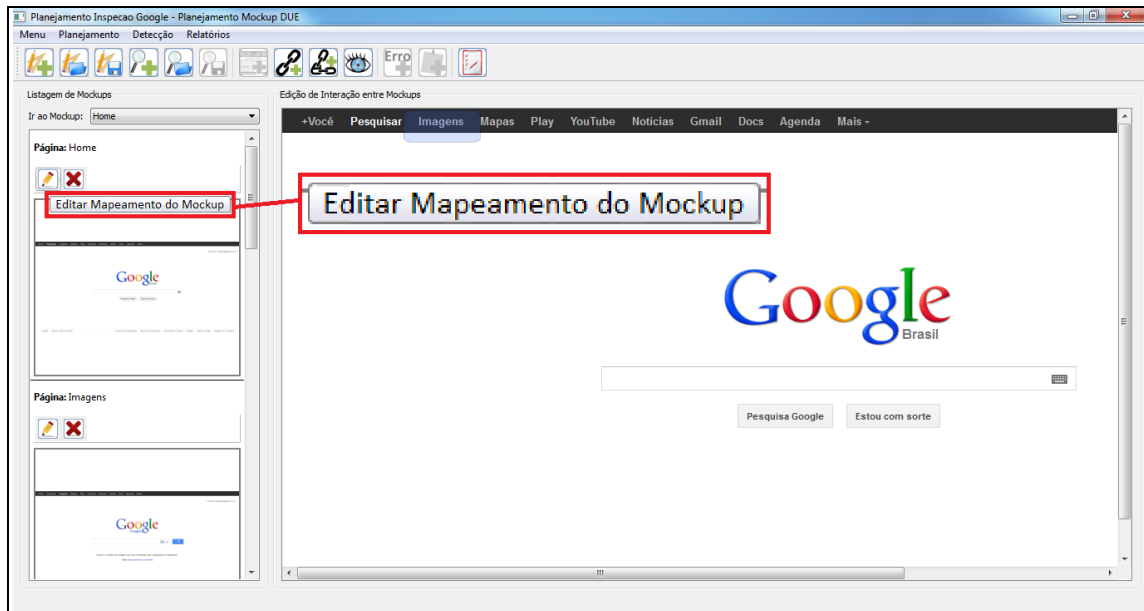 Planejamento Inspecao Google - Planejamento Mockup DUE
Menu Planejamento Detecção Relatórios
Erro
Listagem de Mockups
Edição de Interação entre Mockups
Ir ao Mockup: Home
+Você Pesquisar Imagens Mapas Play YouTube Notícias Gmail Docs Agenda Mais
Página: Home
Editar Mapeamento do Mockup
Editar Mapeamento do Mockup
Google
Google
Brasil
Pesquisa Google Estou com sorte
Página: Imagens
Google